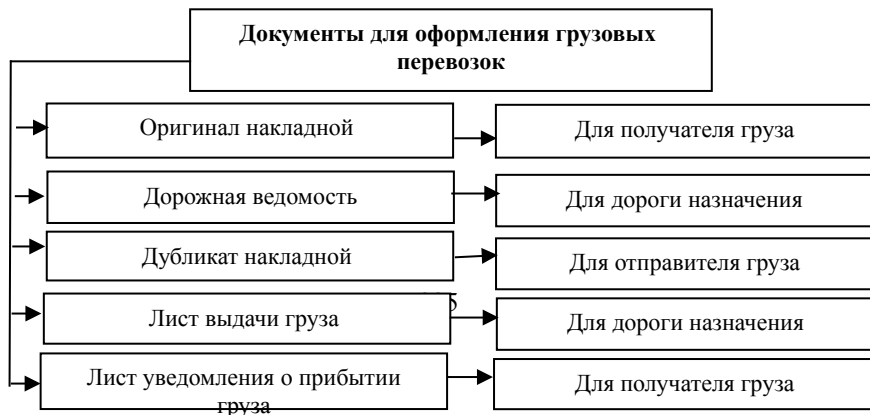 Документы для оформления грузовых
перевозок
Оригинал накладной
Для получателя груза
Дорожная ведомость
Для дороги назначения
Дубликат накладной
Для отправителя груза
Лист выдачи груза
Для дороги назначения
Лист уведомления о прибытии
груза
Для получателя груза